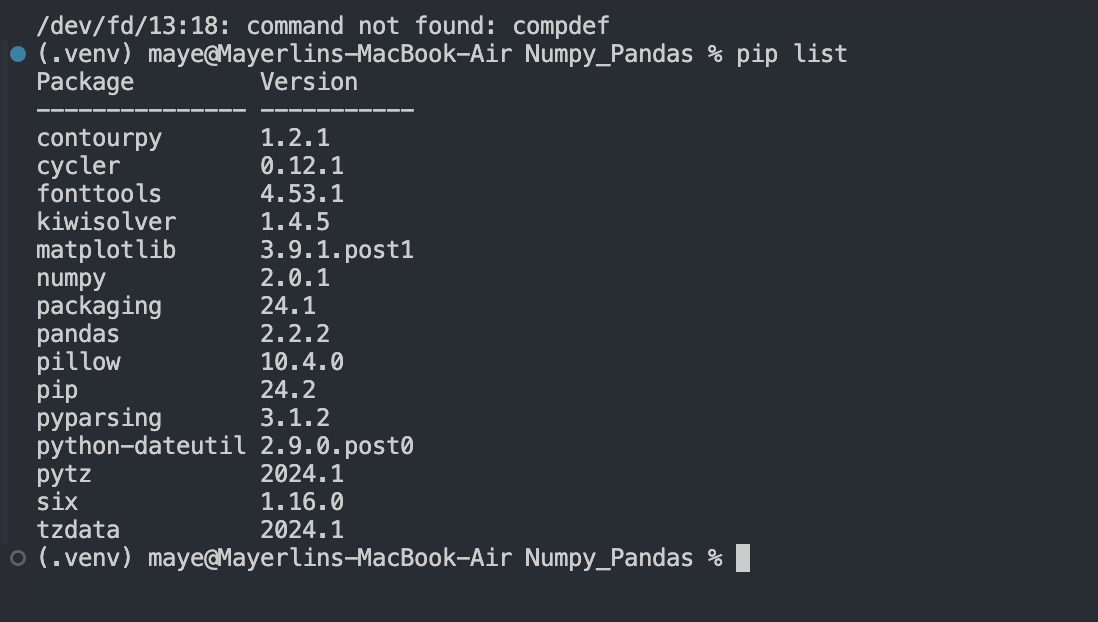 /dev/fd/13:18: command not found: compdef
(.venv) maye@Mayerlins-MacBook-Air Numpy_Pandas % pip list
Package         Version
--------------- -----------
contourpy       1.2.1
cycler          0.12.1
fonttools       4.53.1
kiwisolver      1.4.5
matplotlib      3.9.1.post1
numpy           2.0.1
packaging       24.1
pandas          2.2.2
pillow          10.4.0
pip             24.2
pyparsing       3.1.2
python-dateutil 2.9.0.post0
pytz            2024.1
six             1.16.0
tzdata          2024.1
(.venv) maye@Mayerlins-MacBook-Air Numpy_Pandas %